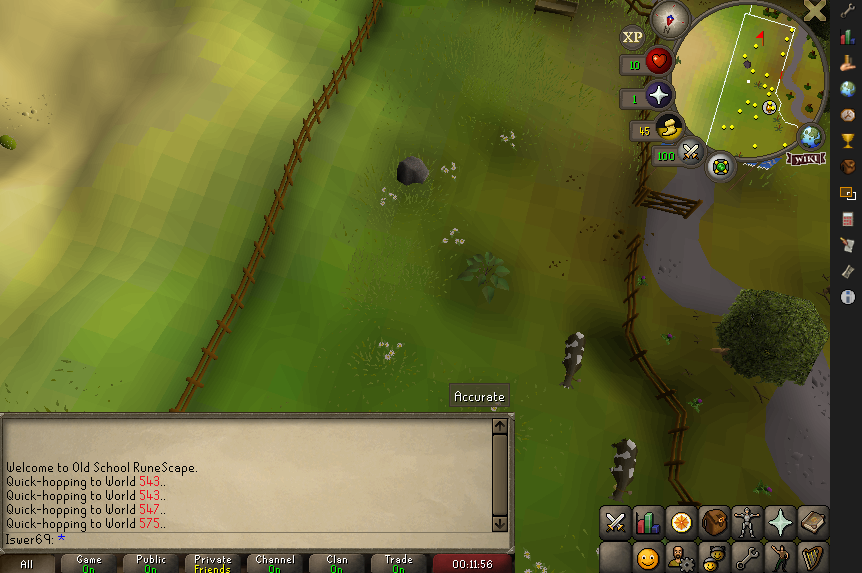 XP
10
1
45
100
WIKI
Accurate
Welcome to Old School RuneScape.
Quick-hopping to World 543..
Quick-hopping to World 543..
Quick-hopping to World 547..
Quick-hopping to World 575..
Iswer69: *
All
Game
On
Public
On
Private
Friends
Channel
On
Clan
On
Trade
On
00:11:56